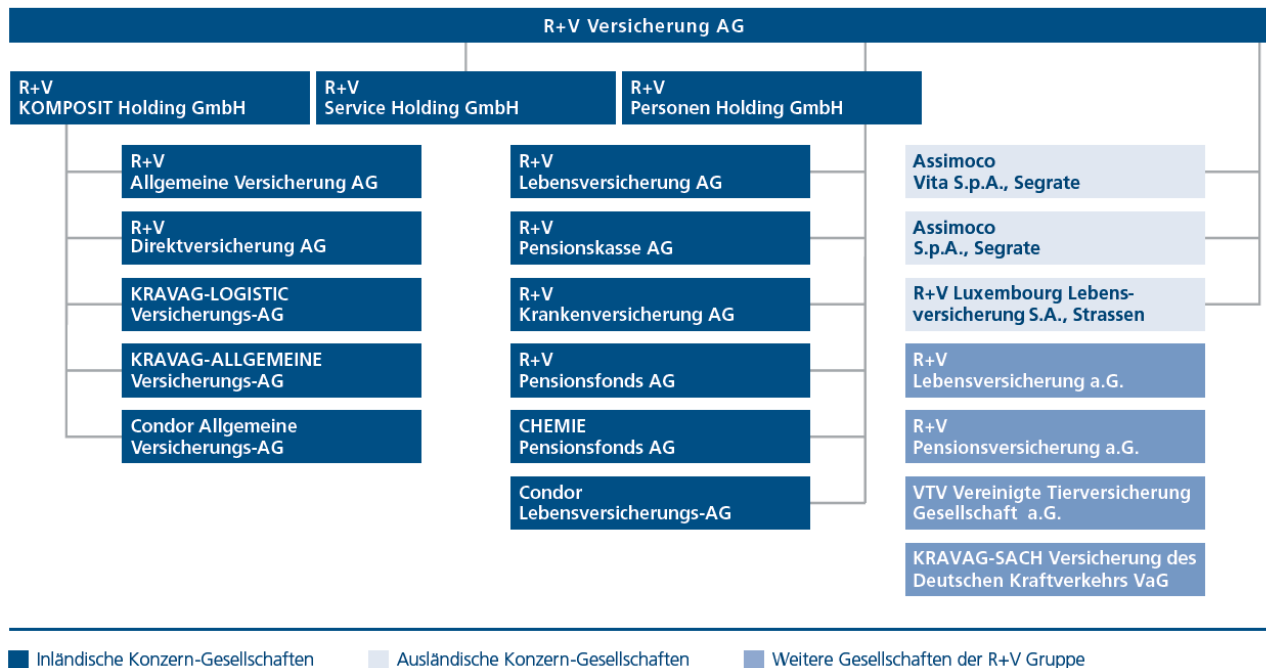 R+V Versicherung AG
R+V
KOMPOSIT Holding GmbH
R+V
Service Holding GmbH
R+V
Personen Holding GmbH
R+V
Allgemeine Versicherung AG
R+V
Direktversicherung AG
KRAVAG-LOGISTIC
Versicherungs-AG
KRAVAG-ALLGEMEINE
Versicherungs-AG
Condor Allgemeine
Versicherungs-AG
R+V
Lebensversicherung AG
R+V
Pensionskasse AG
R+V
Krankenversicherung AG
R+V
Pensionsfonds AG
CHEMIE
Pensionsfonds AG
Condor
Lebensversicherungs-AG
Assimoco
Vita S.p.A., Segrate
Assimoco
S.p.A., Segrate
R+V Luxembourg Lebens-
versicherung S.A., Strassen
R+V
Lebensversicherung a.G.
R+V
Pensionsversicherung a.G.
VTV Vereinigte Tierversicherung
Gesellschaft a.G.
KRAVAG-SACH Versicherung des
Deutschen Kraftverkehrs VaG
Inländische Konzern-Gesellschaften
Ausländische Konzern-Gesellschaften
Weitere Gesellschaften der R+V Gruppe